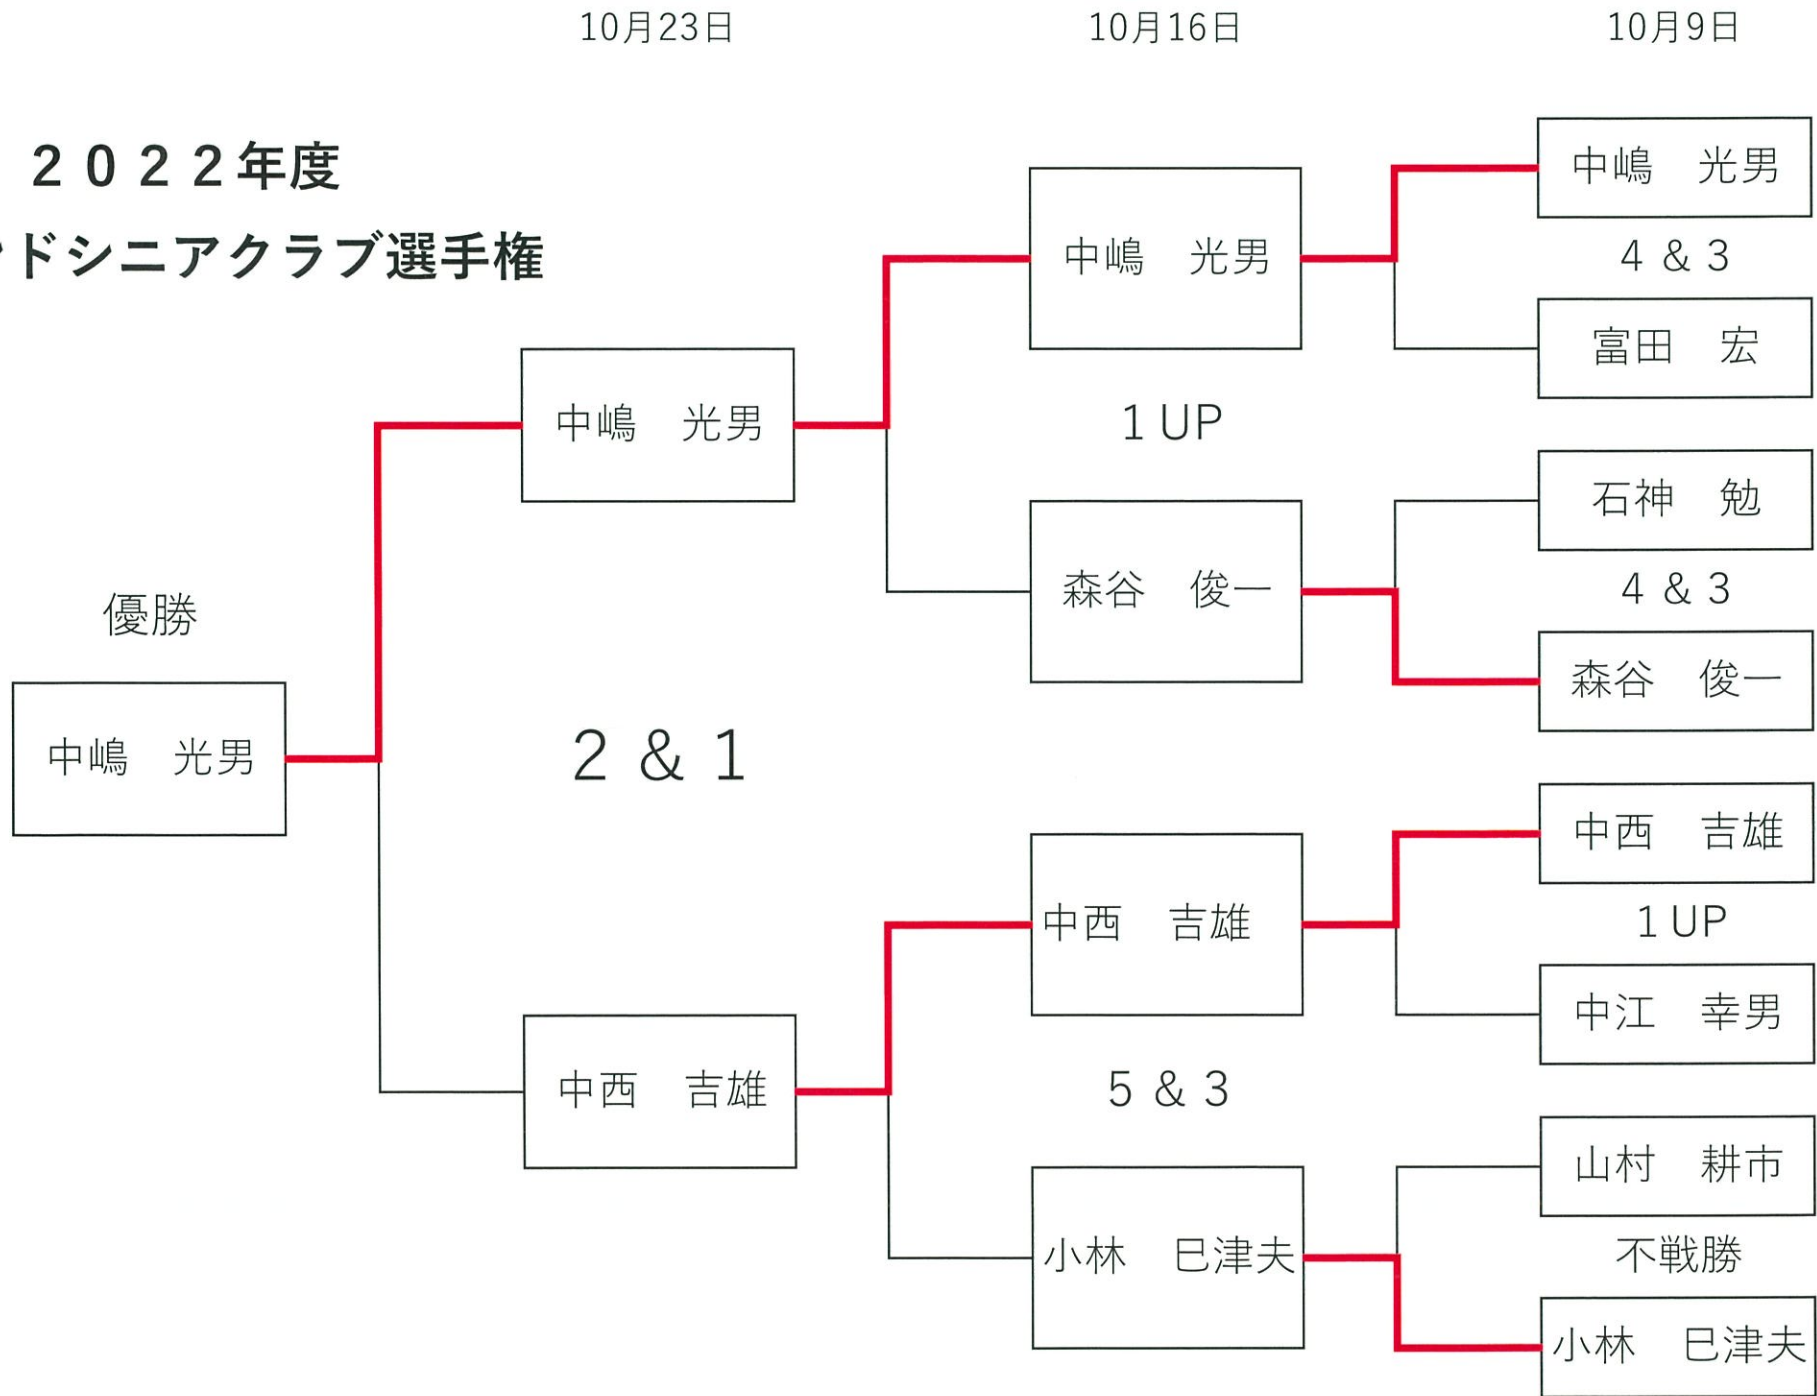 10月23日 10月16日 10月9日
２０２２年度
ドシニアクラブ選手権
中嶋　光男
4 & 3
中嶋　光男
富田　宏
中嶋　光男
1 UP
石神　勉
4 & 3
森谷　俊一
森谷　俊一
優勝
中嶋　光男
2 & 1
中西　吉雄
中西　吉雄
1 UP
中江　幸男
中西　吉雄
5 & 3
山村　耕市
不戦勝
小林　巳津夫
小林　巳津夫